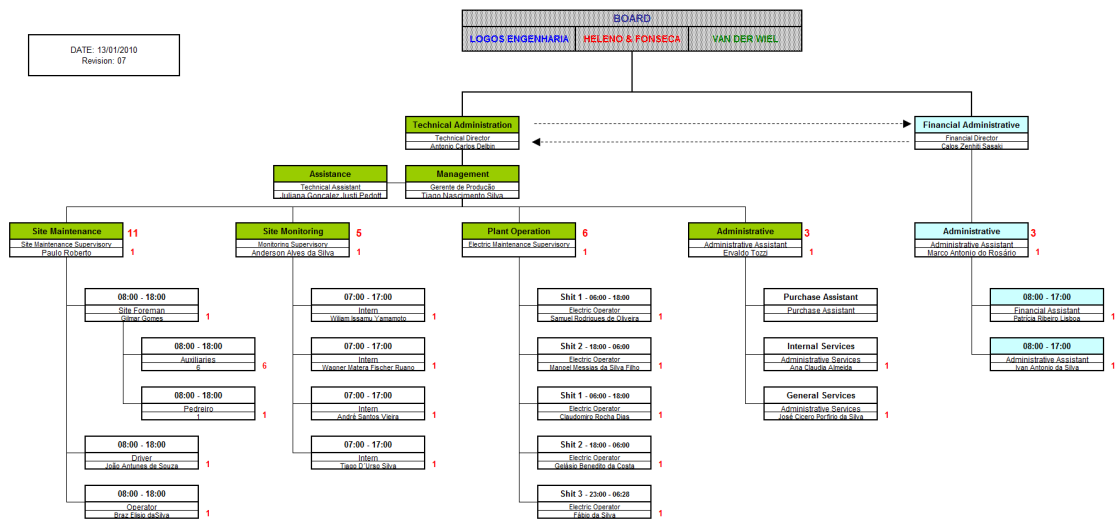 BOARD
LOGOS ENGENHARIA HELENO & FONSECA VAN DER WIEL
DATE: 13/01/2010
Revision: 07
Technical Administration
Technical Director
Antonio Carlos Delbin
Financial Administrative
Financial Director
Calos Zenhiti Sasaki
Assistance
Technical Assistant
Juliana Gonçalez Justi Pedott
Management
Gerente de Produção
Tiago Nascimento Silva
Site Maintenance 11
Site Maintenance Supervisory
Paulo Roberto 1
08:00 - 18:00
Site Foreman
Gilmar Gomes 1
08:00 - 18:00
Auxiliaries
6 6
08:00 - 18:00
Pedreiro
1 1
08:00 - 18:00
Driver
João Antunes de Souza 1
08:00 - 18:00
Operator
Braz Elisio daSilva 1
Site Monitoring 5
Monitoring Supervisory
Anderson Alves da Silva 1
07:00 - 17:00
Intern
Wiliam Issamu Yamamoto 1
07:00 - 17:00
Intern
Wagner Matera Fischer Ruano 1
07:00 - 17:00
Intern
André Santos Vieira 1
07:00 - 17:00
Intern
Tiago D'Urso Silva 1
Plant Operation 6
Electric Maintenance Supervisory
1
Shit 1 - 06:00 - 18:00
Electric Operator
Samuel Rodrigues de Oliveira 1
Shit 2 - 18:00 - 06:00
Electric Operator
Manoel Messias da Silva Filho 1
Shit 1 - 06:00 - 18:00
Electric Operator
Claudomiro Rocha Dias 1
Shit 2 - 18:00 - 06:00
Electric Operator
Gelásio Benedito da Costa 1
Shit 3 - 23:00 - 06:28
Electric Operator
Fábio da Silva 1
Administrative 3
Administrative Assistant
Ervaldo Tozzi 1
Purchase Assistant
Purchase Assistant
Internal Services
Administrative Services
Ana Claudia Almeida 1
General Services
Administrative Services
José Cicero Porfirio da Silva 1
Administrative 3
Administrative Assistant
Marco Antonio do Rosário 1
08:00 - 17:00
Financial Assistant
Patrícia Ribeiro Lisboa 1
08:00 - 17:00
Administrative Assistant
Ivan Antonio da Silva 1